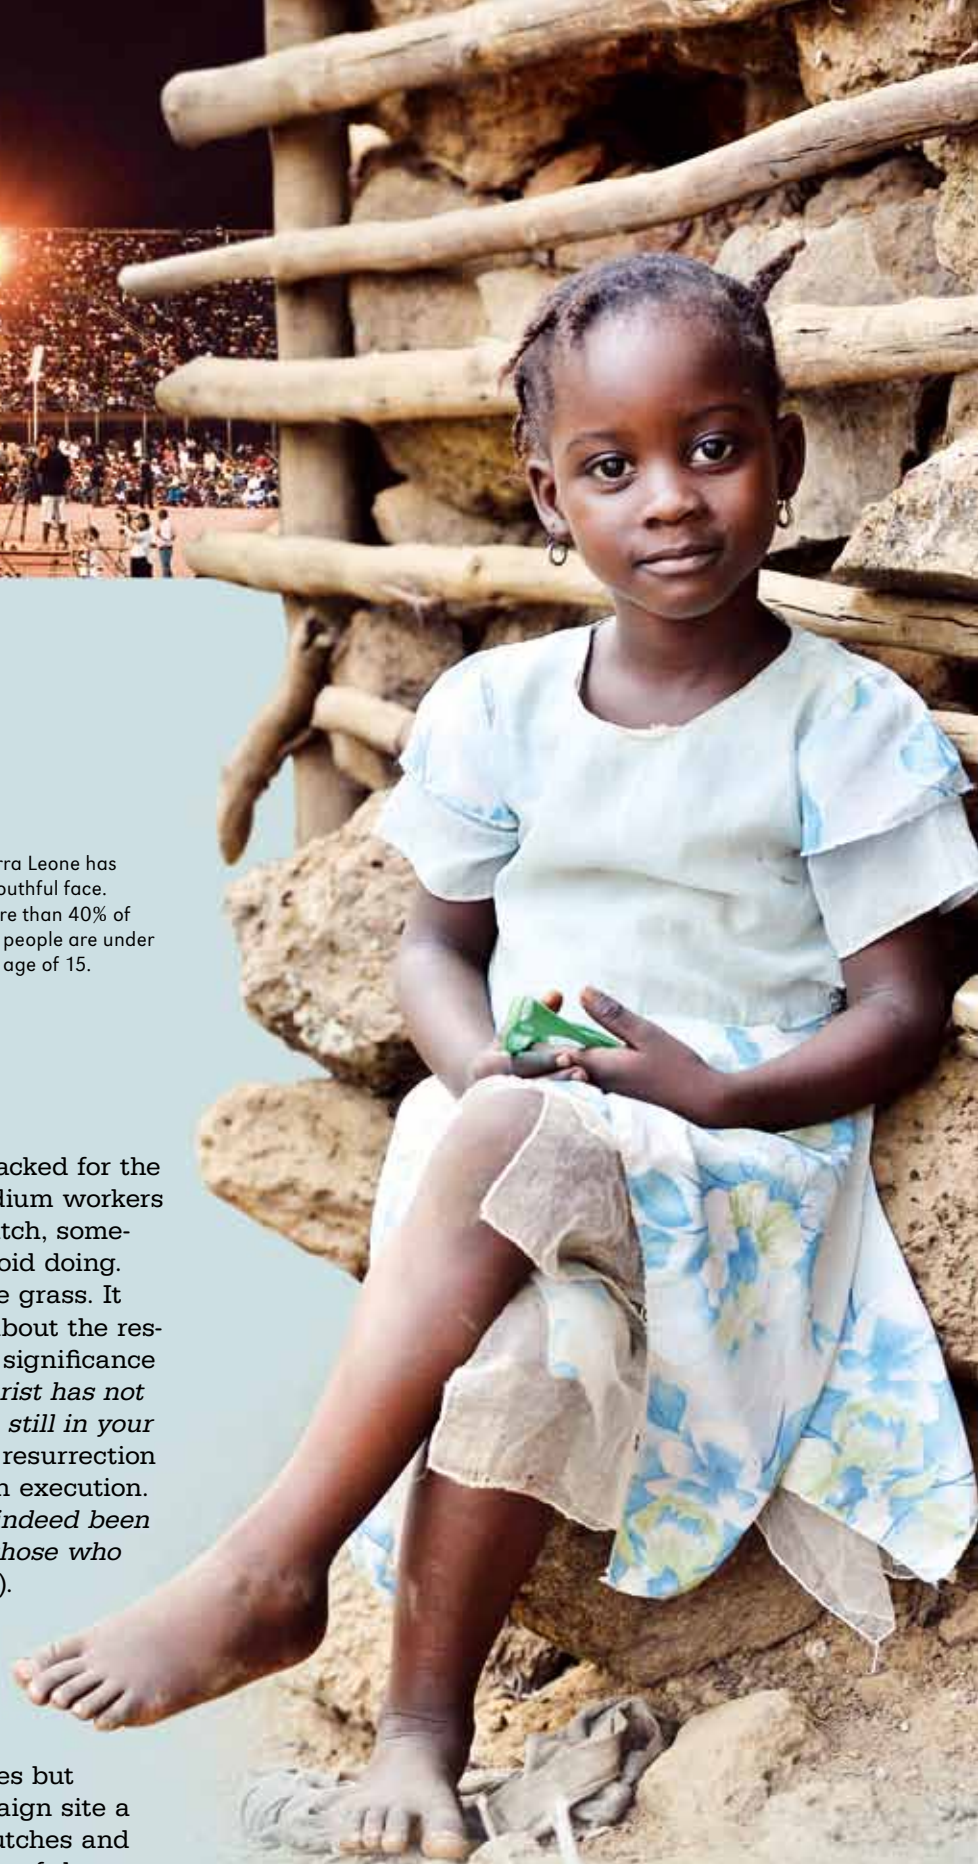 rra Leone has
outhful face.
re than 40% of
people are under
age of 15.
acked for the
dium workers
tch, some-
oid doing.
e grass. It
bout the res-
significance
rist has not
still in your
resurrection
n execution.
indeed been
hose who
).
es but
aign site a
utches and